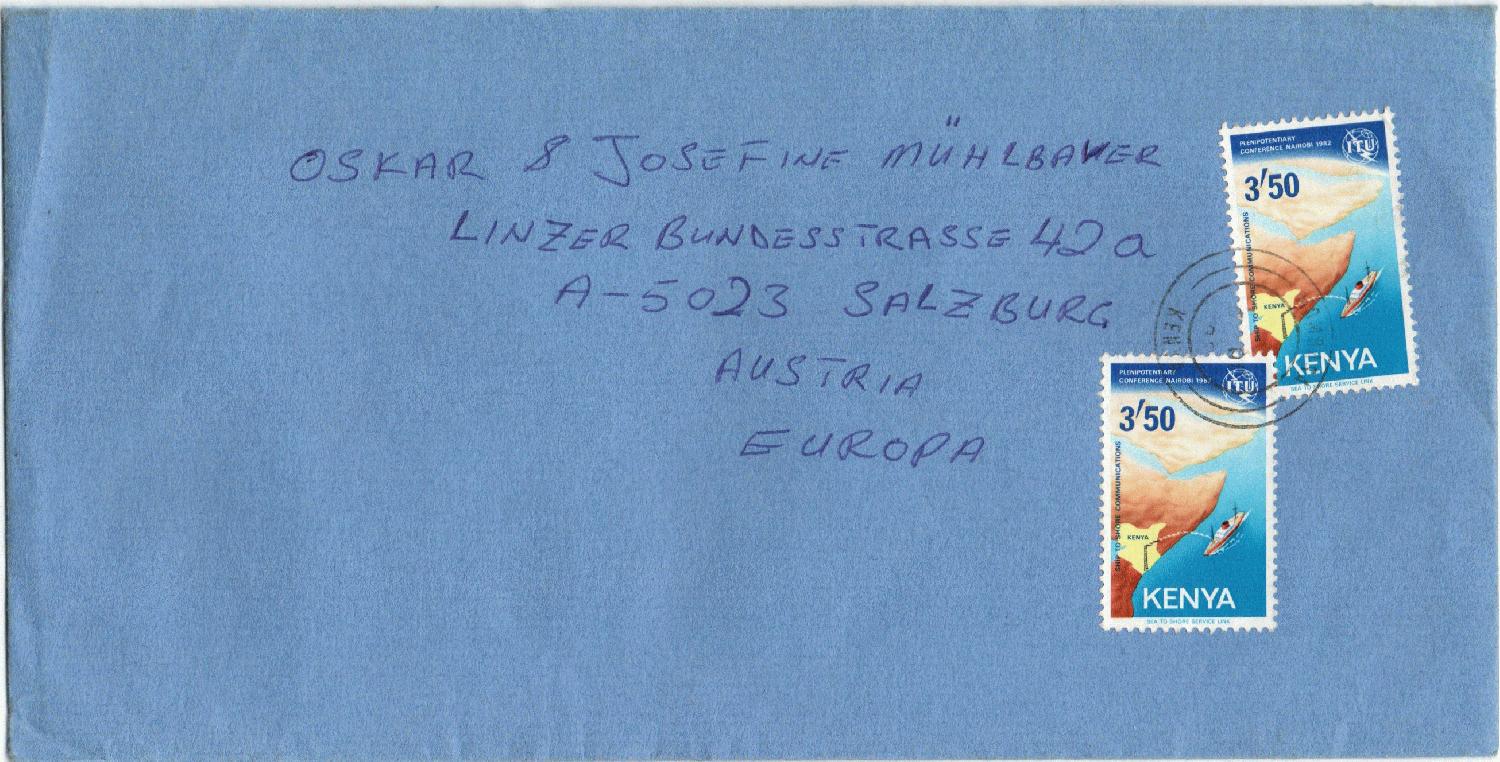 OSKAR & JOSEFINE MÜHLBAUER
LINZER BUNDESSTRASSE 42a
A-5023 SALZBURG
AUSTRIA
EUROPA
PLENIPOTENTIARY
CONFERENCE NAIROBI 1982
ITU
3/50
SHIP TO SHORE COMMUNICATIONS
KENYA
KENYA
SEA TO SHORE SERVICE LINK
PLENIPOTENTIARY
CONFERENCE NAIROBI 1982
ITU
3/50
SHIP TO SHORE COMMUNICATIONS
KENYA
KENYA
SEA TO SHORE SERVICE LINK